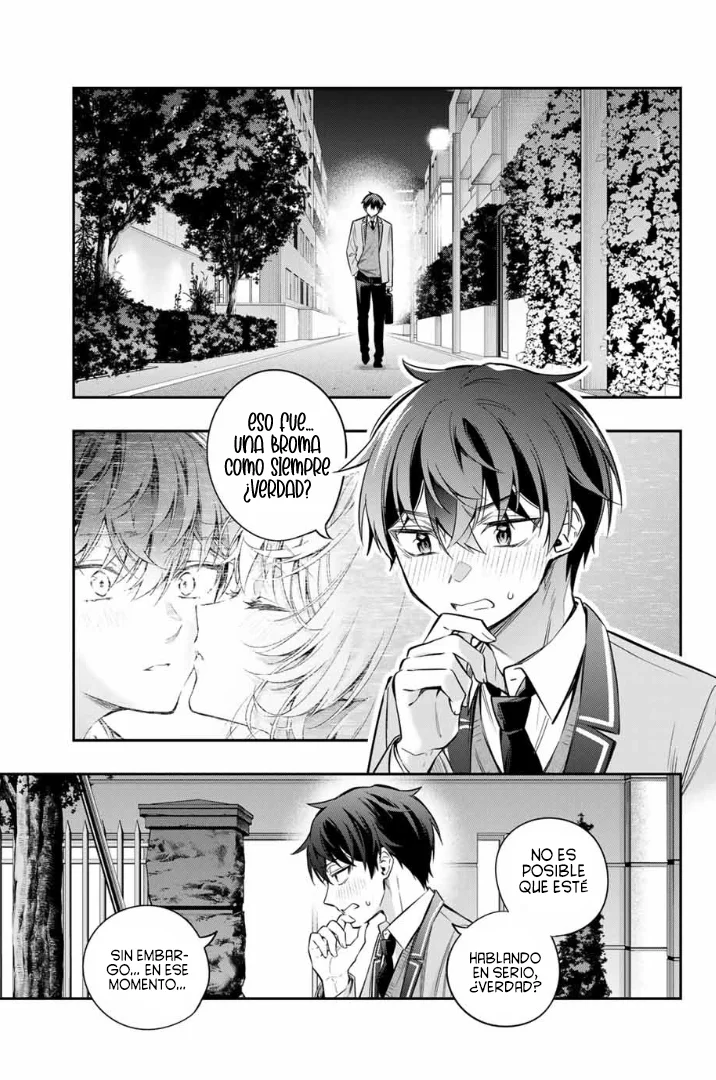 ESO FUE...
UNA BROMA
COMO SIEMPRE
¿VERDAD?
NO ES
POSIBLE
QUE ESTÉ
HABLANDO
EN SERIO,
¿VERDAD?
SIN EMBAR-
GO... EN ESE
MOMENTO...